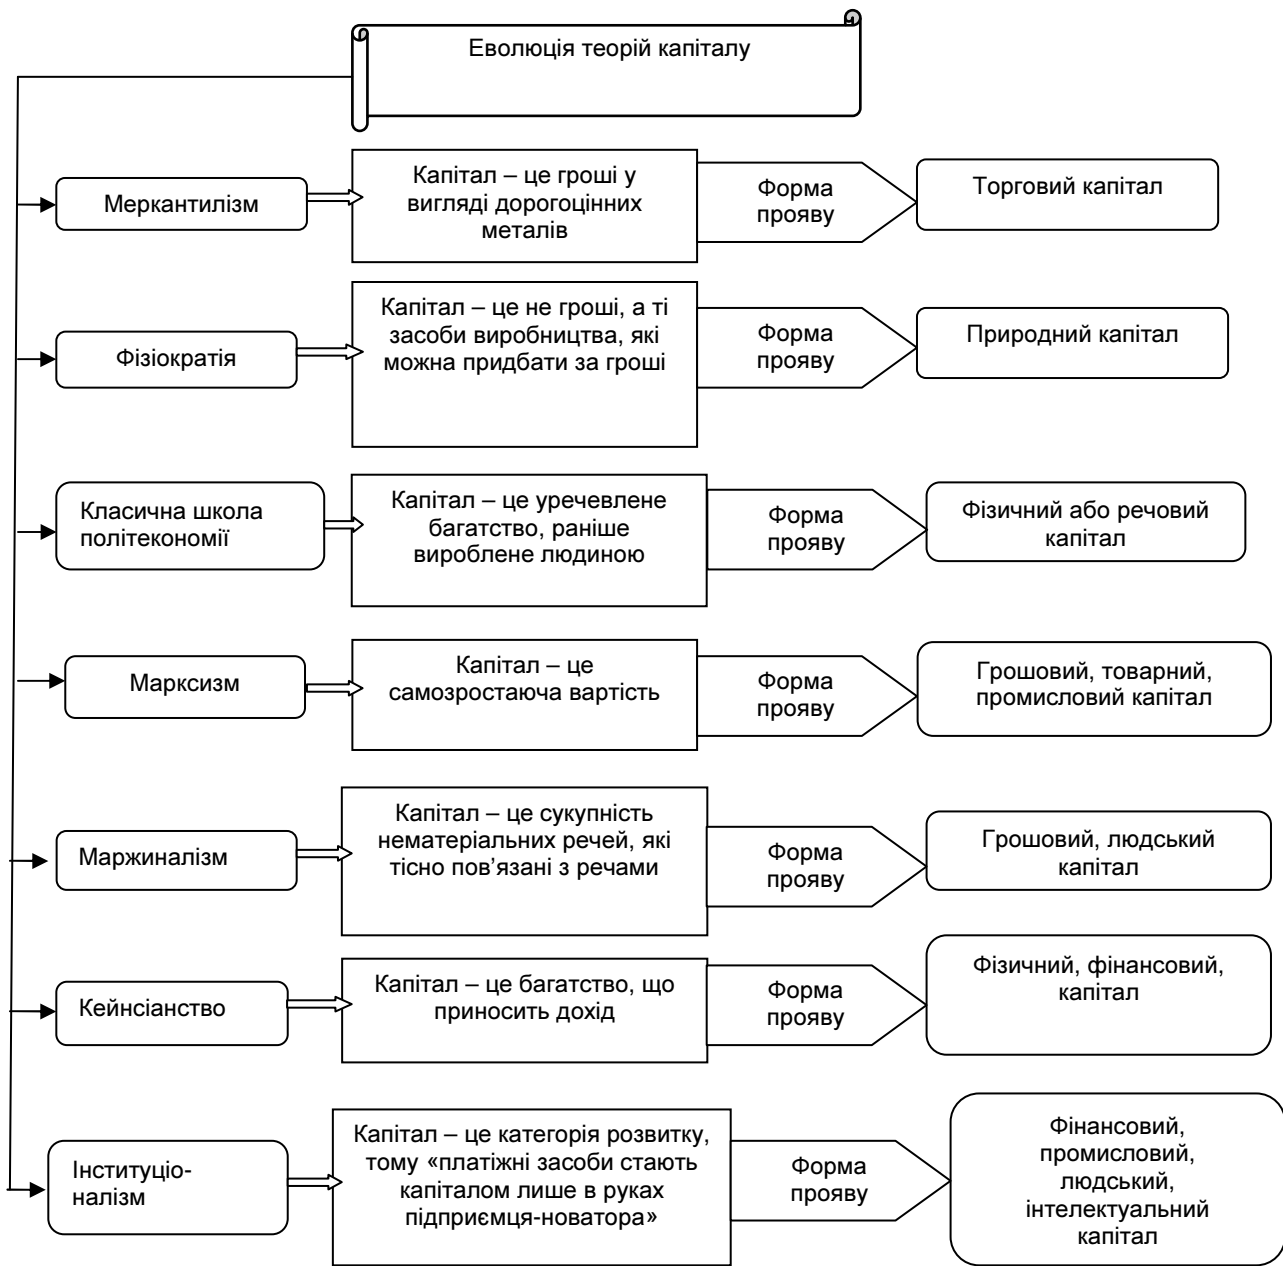 Еволюція теорій капіталу
Меркантилізм
Капітал – це гроші у
вигляді дорогоцінних
металів
Форма
прояву
Торговий капітал
Фізіократія
Капітал – це не гроші, а ті
засоби виробництва, які
можна придбати за гроші
Форма
прояву
Природний капітал
Класична школа
політекономії
Капітал – це уречевлене
багатство, раніше
вироблене людиною
Форма
прояву
Фізичний або речовий
капітал
Марксизм
Капітал – це
самозростаюча вартість
Форма
прояву
Грошовий, товарний,
промисловий капітал
Маржиналізм
Капітал – це сукупність
нематеріальних речей, які
тісно пов’язані з речами
Форма
прояву
Грошовий, людський
капітал
Кейнсіанство
Капітал – це багатство, що
приносить дохід
Форма
прояву
Фізичний, фінансовий,
капітал
Інституціо-
налізм
Капітал – це категорія розвитку,
тому «платіжні засоби стають
капіталом лише в руках
підприємця-новатора»
Форма
прояву
Фінансовий,
промисловий,
людський,
інтелектуальний
капітал